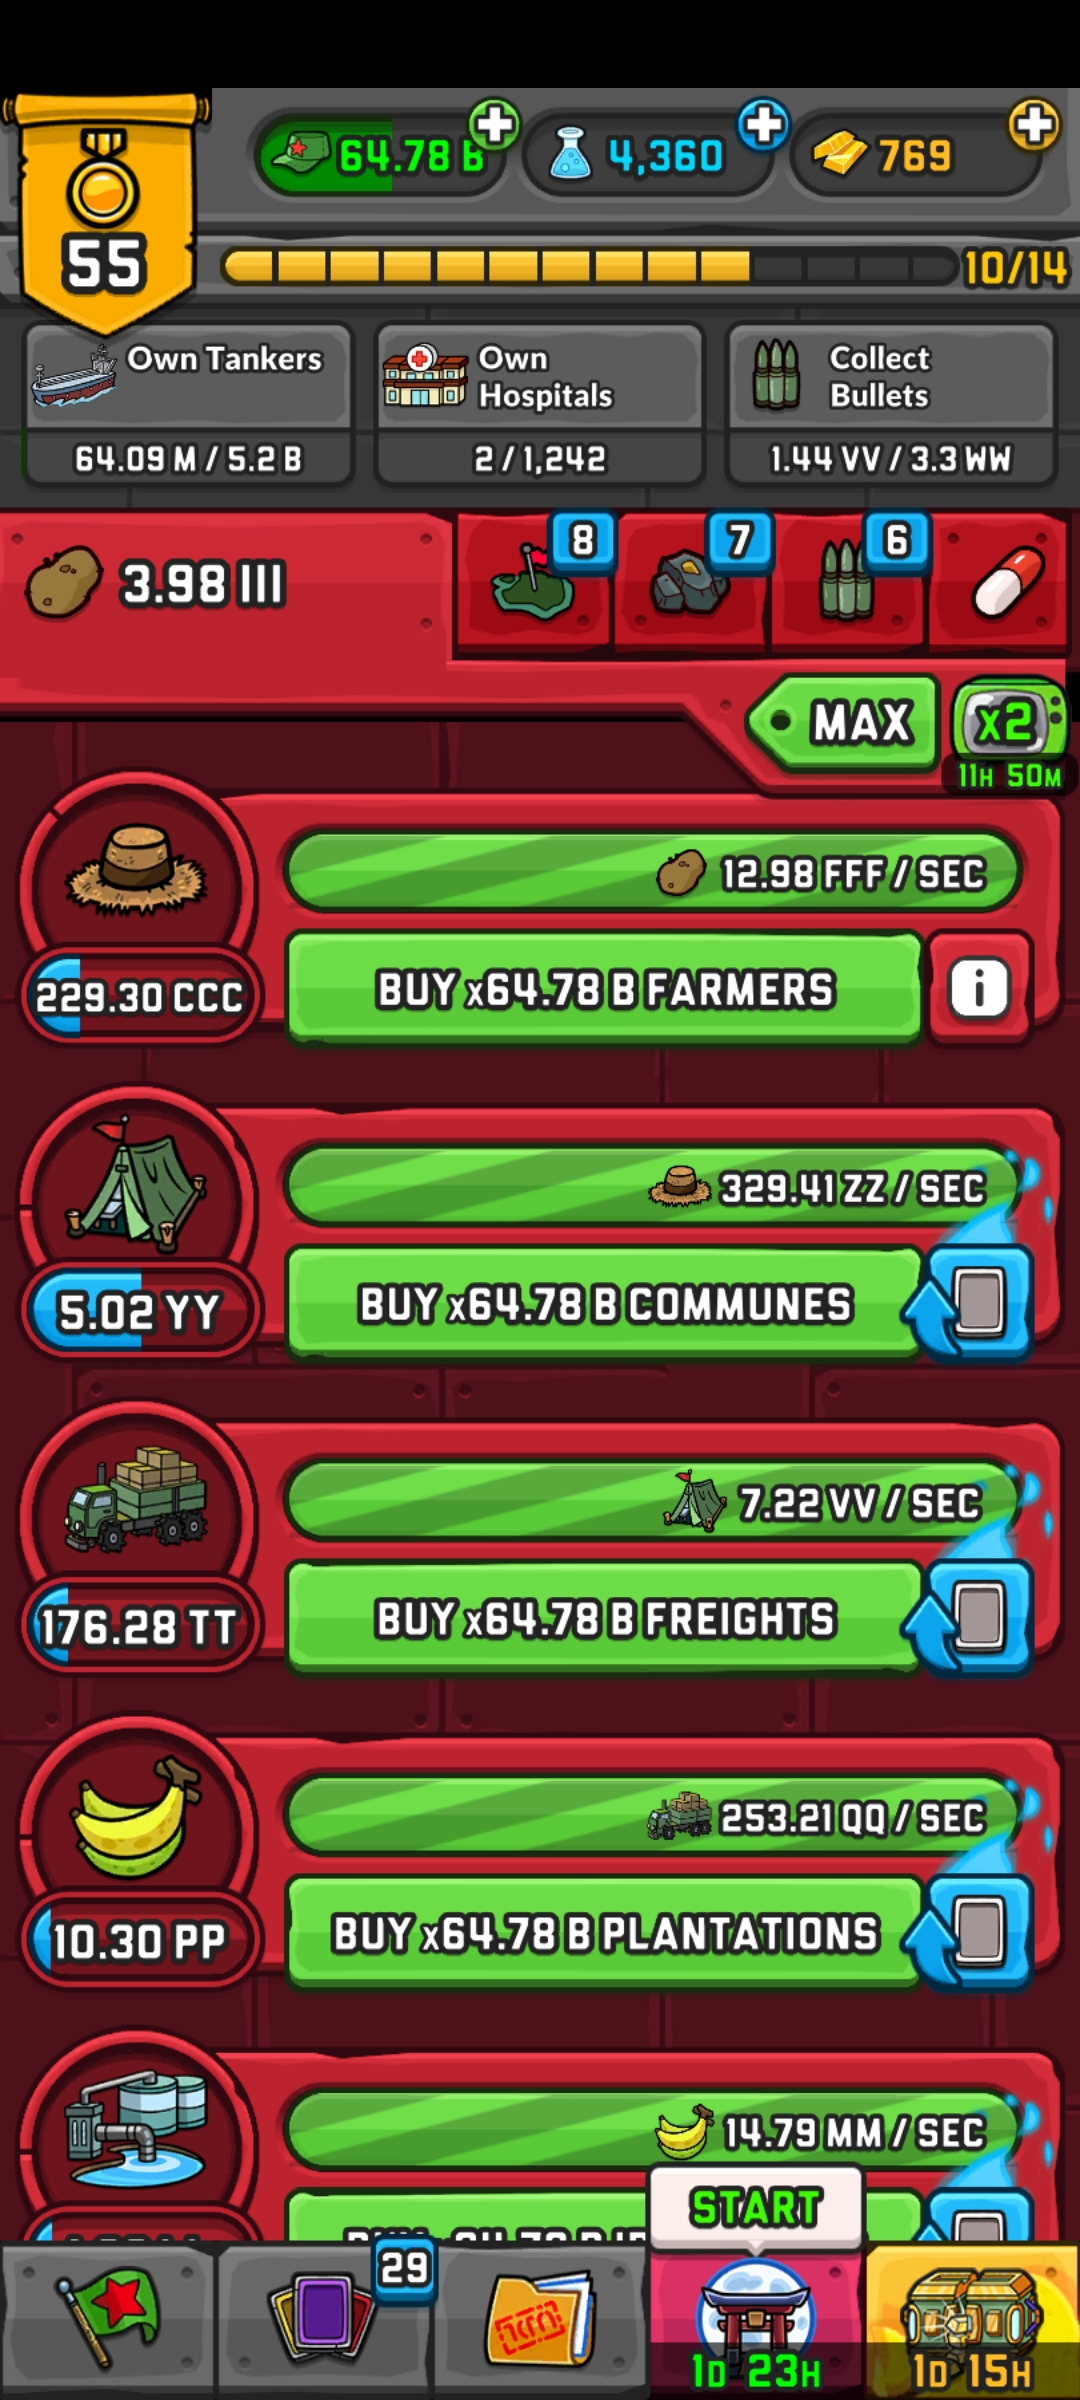 55
64.78 B
4,360
769
10/14
Own Tankers
64.09 M / 5.2 B
Own
Hospitals
2 / 1,242
Collect
Bullets
1.44 VV / 3.3 WW
3.98 III
8
7
6
MAX
x2
11H 50M
12.98 FFF / SEC
229.30 CCC
BUY x64.78 B FARMERS
i
329.41 ZZ / SEC
5.02 YY
BUY x64.78 B COMMUNES
7.22 VV / SEC
176.28 TT
BUY x64.78 B FREIGHTS
253.21 QQ / SEC
10.30 PP
BUY x64.78 B PLANTATIONS
14.79 MM / SEC
START
29
1D 23H
1D 15H